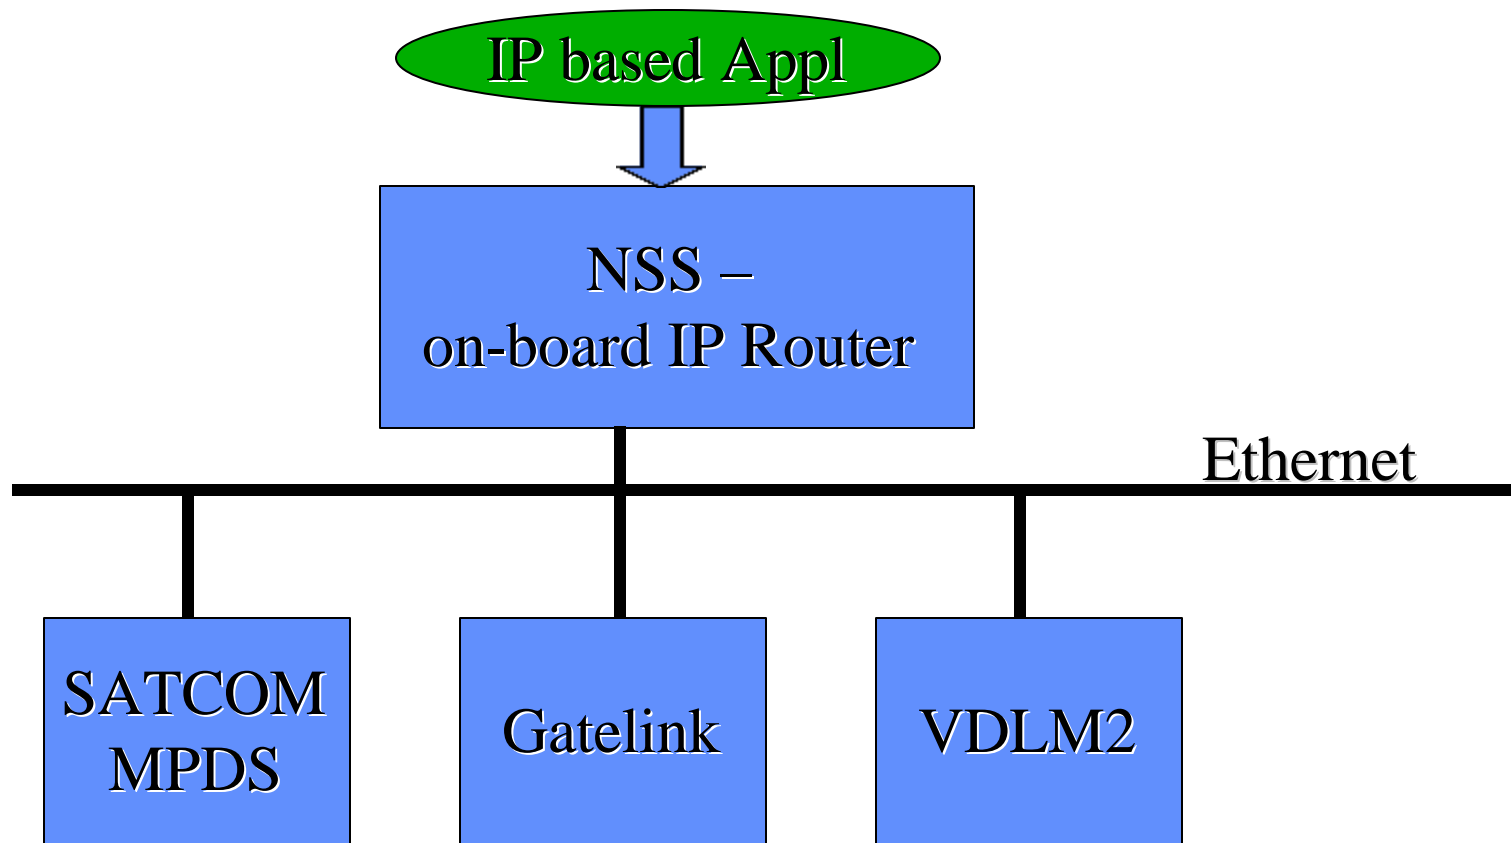 IP based Appl
NSS –
on-board IP Router
Ethernet
SATCOM
MPDS
Gatelink
VDLM2